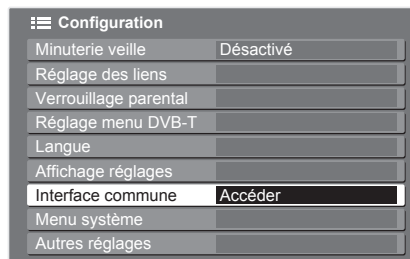 Configuration
Minuterie veille Désactivé
Réglage des liens
Verrouillage parental
Réglage menu DVB-T
Langue
Affichage réglages
Interface commune Accéder
Menu système
Autres réglages